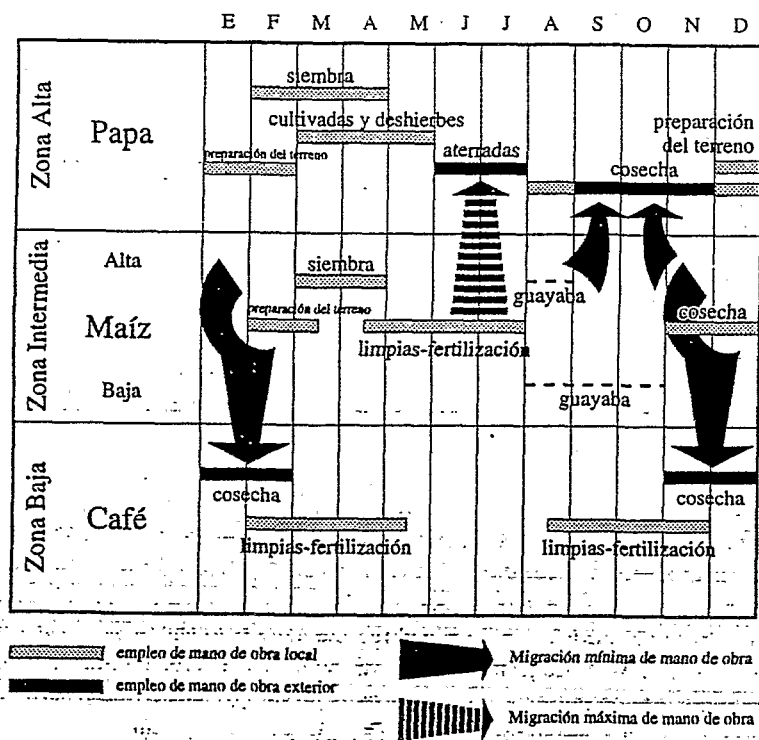 E F M A M J J A S O N D
Zona Alta
Papa
siembra
cultivadas y deshierbes
preparación del terreno
aterradas
cosecha
preparación
del terreno
Zona Intermedia
Alta
Maíz
Baja
siembra
preparación del terreno
limpias-fertilización
guayaba
guayaba
cosecha
Zona Baja
Café
cosecha
limpias-fertilización
limpias-fertilización
cosecha
empleo de mano de obra local
empleo de mano de obra exterior
Migración mínima de mano de obra
Migración máxima de mano de obra